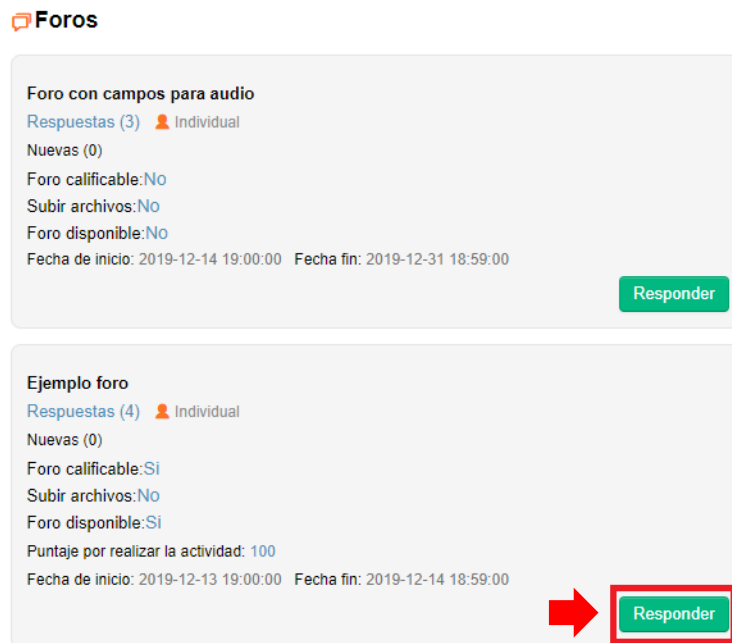 Foros
Foro con campos para audio
Respuestas (3) Individual
Nuevas (0)
Foro calificable:No
Subir archivos:No
Foro disponible:No
Fecha de inicio: 2019-12-14 19:00:00 Fecha fin: 2019-12-31 18:59:00
Responder
Ejemplo foro
Respuestas (4) Individual
Nuevas (0)
Foro calificable:Si
Subir archivos:No
Foro disponible:Si
Puntaje por realizar la actividad: 100
Fecha de inicio: 2019-12-13 19:00:00 Fecha fin: 2019-12-14 18:59:00
Responder